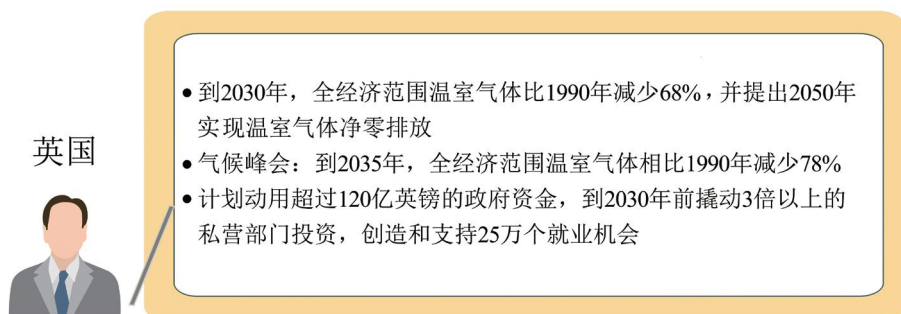 英国
• 到2030年，全经济范围温室气体比1990年减少68%，并提出2050年
实现温室气体净零排放
• 气候峰会：到2035年，全经济范围温室气体相比1990年减少78%
• 计划动用超过120亿英镑的政府资金，到2030年前撬动3倍以上的
私营部门投资，创造和支持25万个就业机会